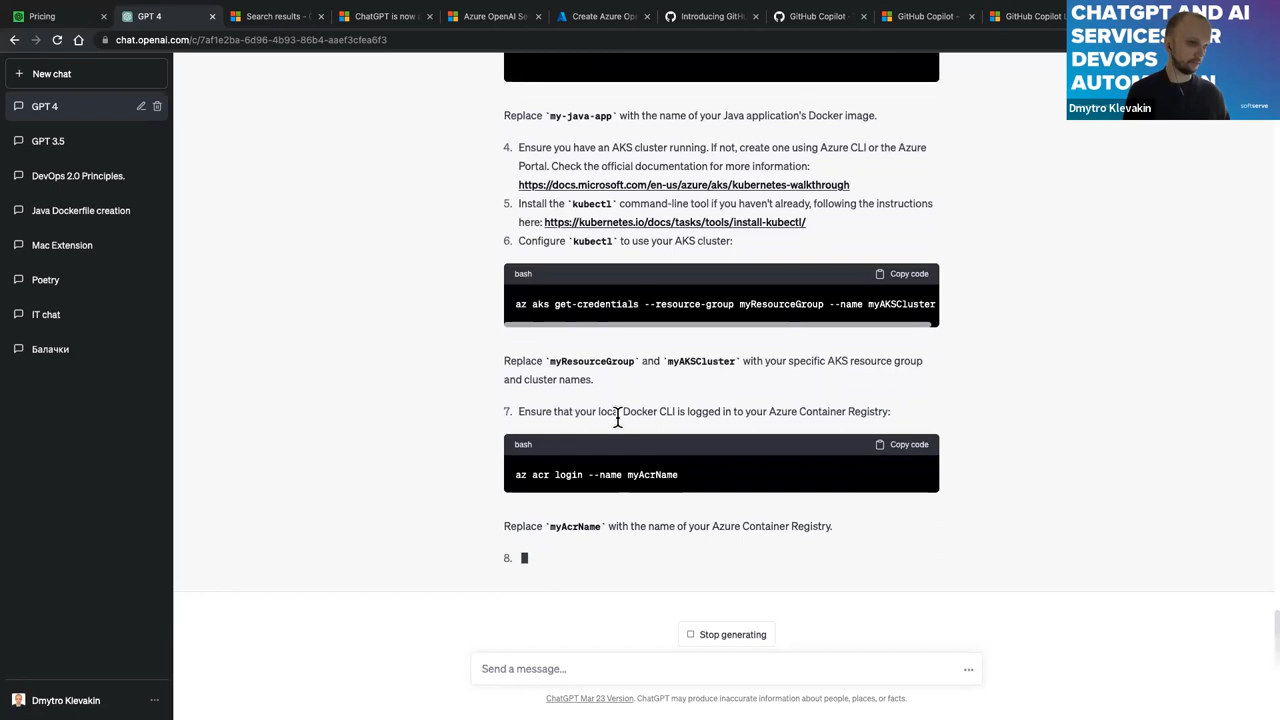 Pricing
GPT 4
Search results - (
ChatGPT is now a
Azure OpenAI Se
Create Azure Ope
Introducing GitHu
GitHub Copilot ·
GitHub Copilot -
GitHub Copilot L
chat.openai.com/c/7af1e2ba-6d96-4b93-86b4-aaef3cfea6f3
CHATGPT AND AI
SERVICES
DEVOPS
Dmytro Klevakin
softserve
New chat
GPT 4
GPT 3.5
DevOps 2.0 Principles.
Java Dockerfile creation
Mac Extension
Poetry
IT chat
Балачки
Dmytro Klevakin
Replace `my-java-app` with the name of your Java application's Docker image.
4. Ensure you have an AKS cluster running. If not, create one using Azure CLI or the Azure
Portal. Check the official documentation for more information:
https://docs.microsoft.com/en-us/azure/aks/kubernetes-walkthrough
5. Install the `kubectl` command-line tool if you haven't already, following the instructions
here: https://kubernetes.io/docs/tasks/tools/install-kubectl/
6. Configure `kubectl` to use your AKS cluster:
bash Copy code
az aks get-credentials --resource-group myResourceGroup --name myAKSCluster
Replace `myResourceGroup` and `myAKSCluster` with your specific AKS resource group
and cluster names.
7. Ensure that your local Docker CLI is logged in to your Azure Container Registry:
bash Copy code
az acr login --name myAcrName
Replace `myAcrName` with the name of your Azure Container Registry.
8.
Stop generating
Send a message...
ChatGPT Mar 23 Version. ChatGPT may produce inaccurate information about people, places, or facts.